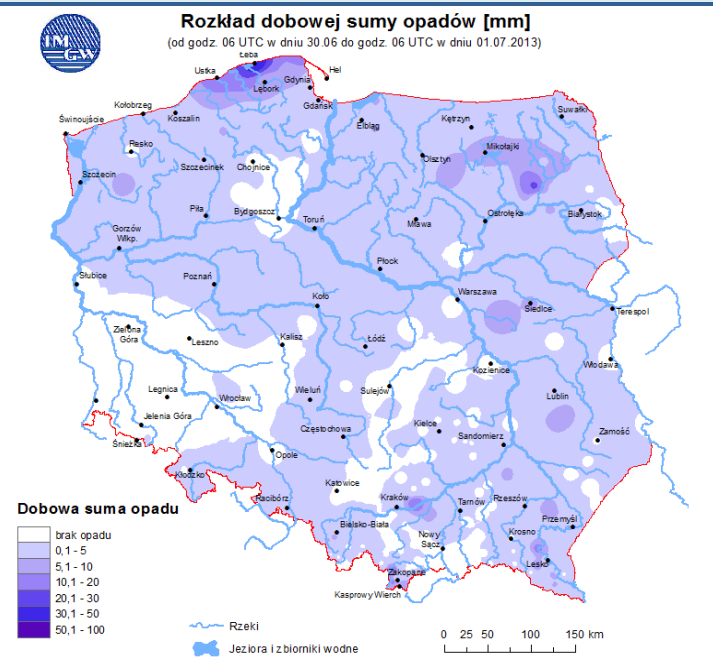 Rozkład dobowej sumy opadów [mm]
(od godz. 06 UTC w dniu 30.06 do godz. 06 UTC w dniu 01.07.2013)
IM
G W
Łeba
Ustka
Hel
Gdynia
Lębork
Gdańsk
Kołobrzeg
Koszalin
Suwałki
Świnoujście
Elbląg
Kętrzyn
Resko
Mikołajki
Szczecinek
Chojnice
Olsztyn
Szczecin
Piła
Bydgoszcz
Toruń
Ostrołęka
Białystok
Mława
Gorzów
Wlkp.
Płock
Słubice
Poznań
Warszawa
Koło
Siedlce
Terespol
Zielona
Góra
Leszno
Kalisz
Łódź
Kozienice
Włodawa
Legnica
Wrocław
Wieluń
Sulejów
Lublin
Jelenia Góra
Częstochowa
Kielce
Sandomierz
Zamość
Śnieżka
Opole
Kłodzko
Katowice
Racibórz
Kraków
Tarnów
Rzeszów
Bielsko-Biała
Przemyśl
Nowy
Sącz
Krosno
Lesko
Zakopane
Kasprowy Wierch
Dobowa suma opadu
brak opadu
0,1 - 5
5,1 - 10
10,1 - 20
20,1 - 30
30,1 - 50
50,1 - 100
Rzeki
Jeziora i zbiorniki wodne
0 25 50 100 150 km